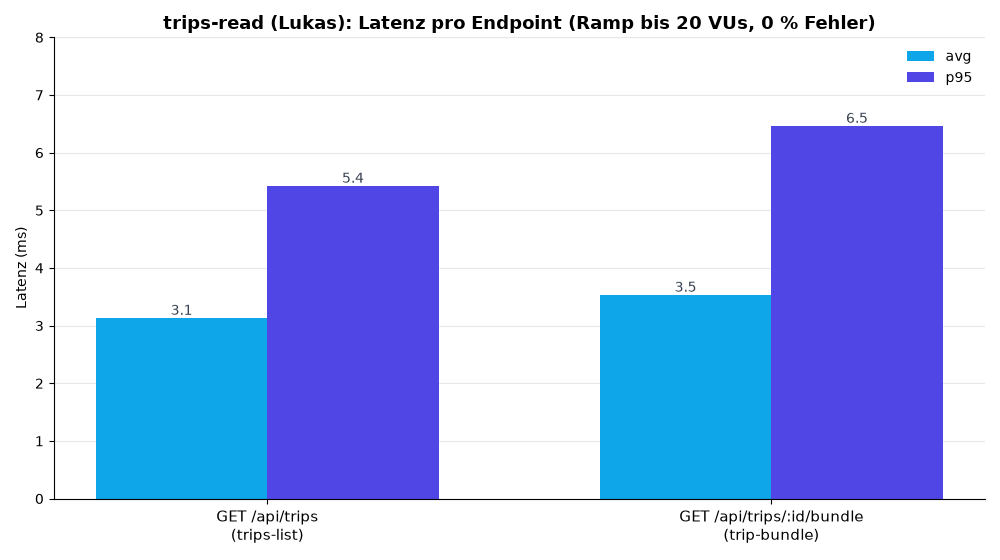 trips-read (Lukas): Latenz pro Endpoint (Ramp bis 20 VUs, 0 % Fehler)
avg
p95
Latenz (ms)
8
7
6
5
4
3
2
1
0
3.1
5.4
3.5
6.5
GET /api/trips
(trips-list)
GET /api/trips/:id/bundle
(trip-bundle)